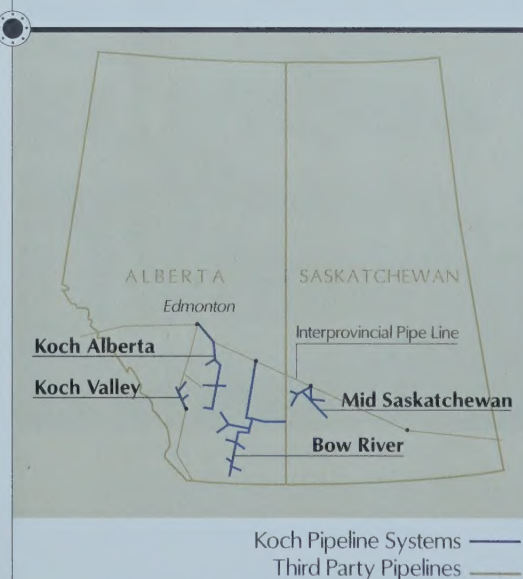 ALBERTA SASKATCHEWAN
Edmonton
Interprovincial Pipe Line
Koch Alberta
Koch Valley
Mid Saskatchewan
Bow River
Koch Pipeline Systems
Third Party Pipelines